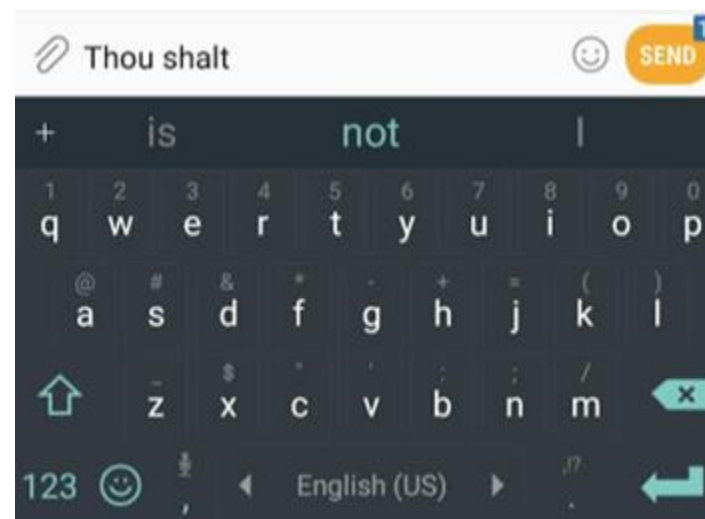 Thou shalt SEND
+ is not I
1 2 3 4 5 6 7 8 9 0
q w e r t y u i o p
@ # & * - + = ( )
a s d f g h j k l
_ $ " ' : ; /
z x c v b n m
123 , English (US) ,!? .